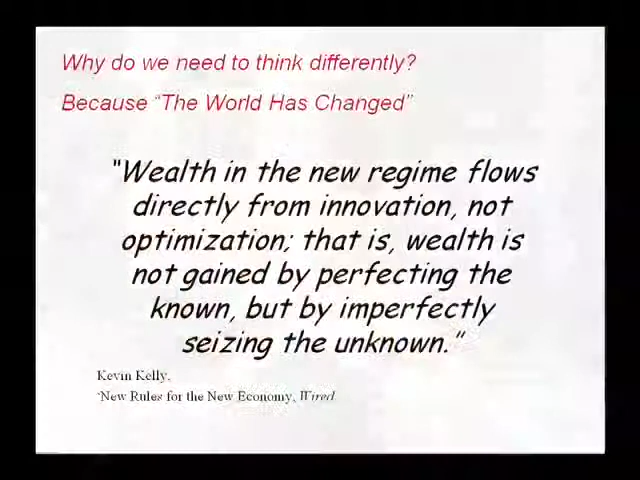 Why do we need to think differently?
Because “The World Has Changed”
“Wealth in the new regime flows
directly from innovation, not
optimization; that is, wealth is
not gained by perfecting the
known, but by imperfectly
seizing the unknown.”
Kevin Kelly,
“New Rules for the New Economy, Wired